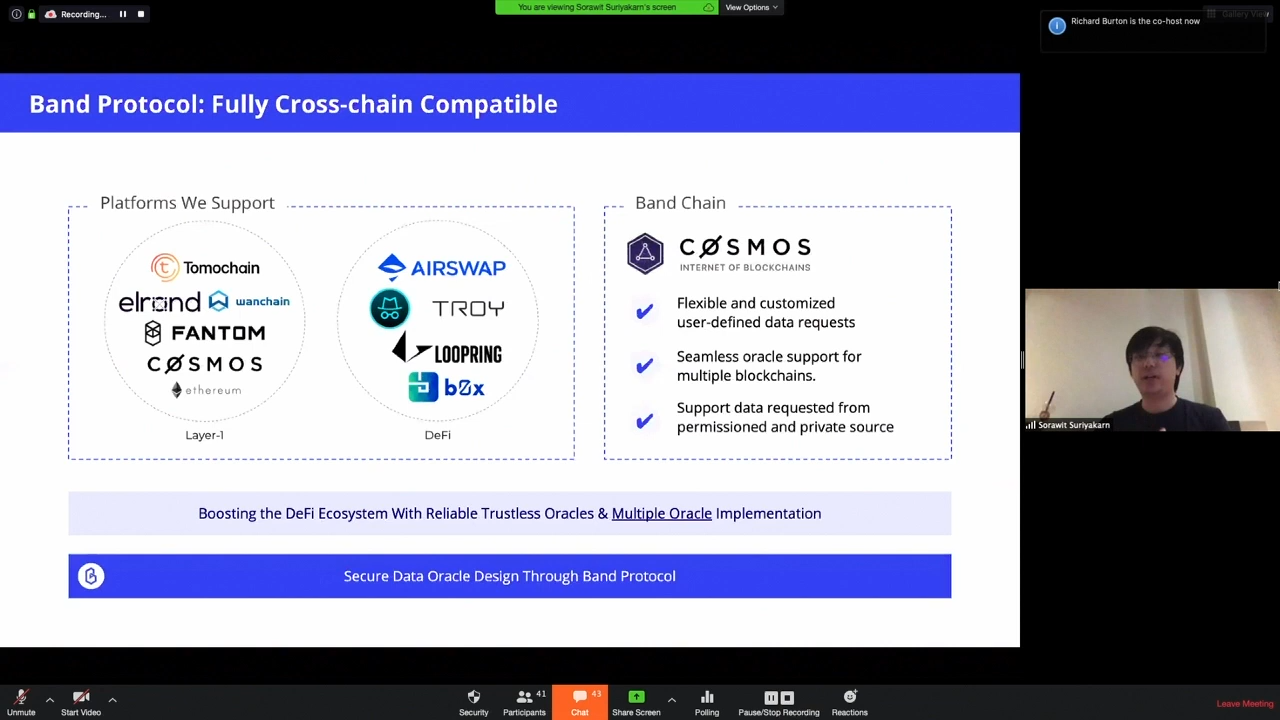 Recording...
You are viewing Sorawit Suriyakarn's screen
View Options
Gallery View
Richard Burton is the co-host now
Band Protocol: Fully Cross-chain Compatible
Platforms We Support
Tomochain
elrond
wanchain
FANTOM
CØSMOS
ethereum
Layer-1
AIRSWAP
TROY
LOOPRING
b0x
DeFi
Band Chain
CØSMOS
INTERNET OF BLOCKCHAINS
Flexible and customized
user-defined data requests
Seamless oracle support for
multiple blockchains.
Support data requested from
permissioned and private source
Boosting the DeFi Ecosystem With Reliable Trustless Oracles & Multiple Oracle Implementation
Secure Data Oracle Design Through Band Protocol
Sorawit Suriyakarn
Unmute
Start Video
Security
Participants
41
Chat
43
Share Screen
Polling
Pause/Stop Recording
Reactions
Leave Meeting